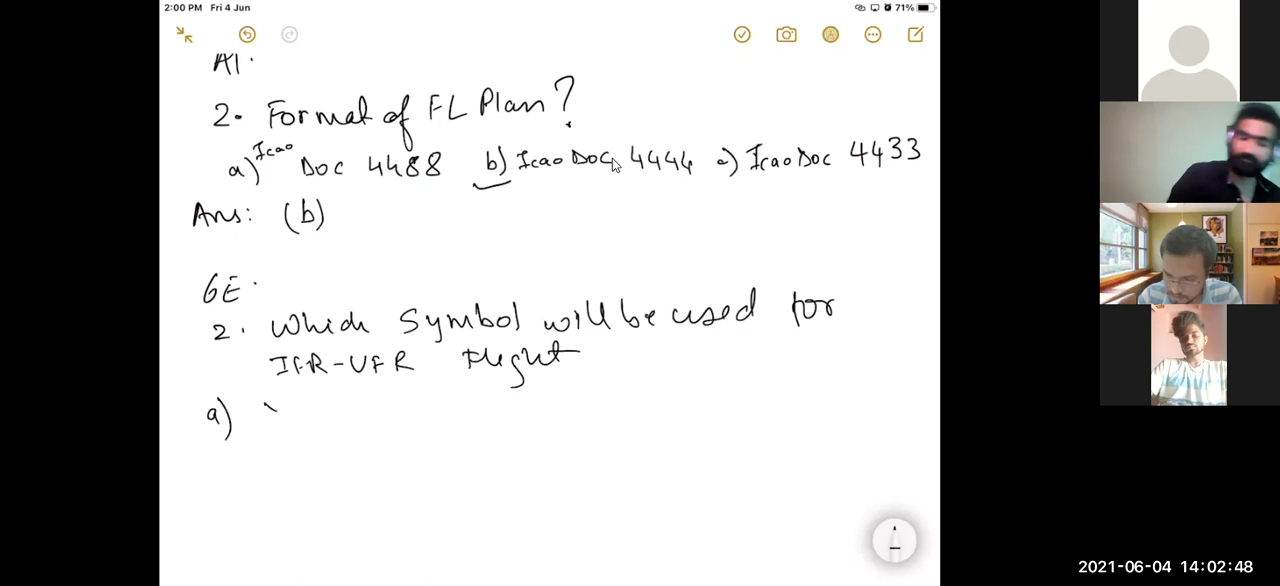 2:00 PM Fri 4 Jun
71%
AI.
2. Format of FL Plan?
a) Icao Doc 4488 b) Icao Doc 4444 c) Icao Doc 4433
Ans: (b)
6E.
2. Which Symbol will be used for
IFR-VFR Flight
a)
2021-06-04 14:02:48